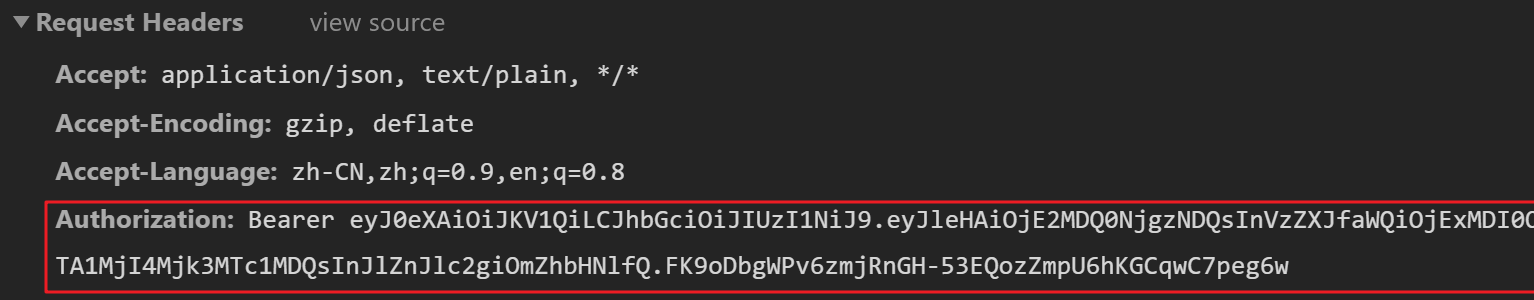 Request Headers view source
Accept: application/json, text/plain, */*
Accept-Encoding: gzip, deflate
Accept-Language: zh-CN,zh;q=0.9,en;q=0.8
Authorization: Bearer eyJ0eXAiOiJKV1QiLCJhbGciOiJIUzI1NiJ9.eyJleHAiOjE2MDQ0NjgzNDQsInVzZXJfaWQiOjExMDI0O
TA1MjI4Mjk3MTc1MDQsInJlZnJlc2giOmZhbHNlfQ.FK9oDbgWPv6zmjRnGH-53EQozZmpU6hKGCqwC7peg6w